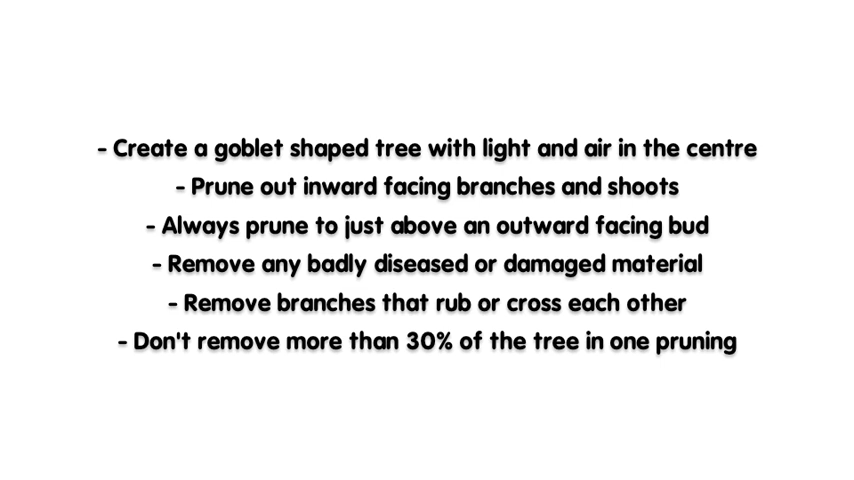 - Create a goblet shaped tree with light and air in the centre
- Prune out inward facing branches and shoots
- Always prune to just above an outward facing bud
- Remove any badly diseased or damaged material
- Remove branches that rub or cross each other
- Don't remove more than 30% of the tree in one pruning